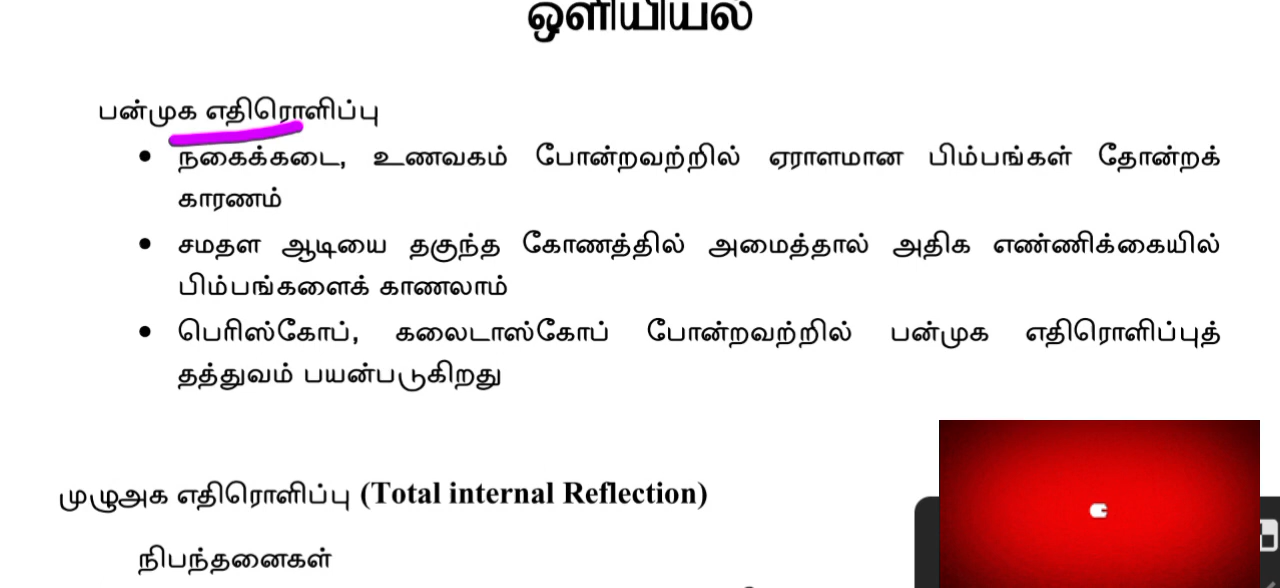 ஒளியியல்
பன்முக எதிரொளிப்பு
• நகைக்கடை, உணவகம் போன்றவற்றில் ஏராளமான பிம்பங்கள் தோன்றக்
காரணம்
• சமதள ஆடியை தகுந்த கோணத்தில் அமைத்தால் அதிக எண்ணிக்கையில்
பிம்பங்களைக் காணலாம்
• பெரிஸ்கோப், கலைடாஸ்கோப் போன்றவற்றில் பன்முக எதிரொளிப்புத்
தத்துவம் பயன்படுகிறது
முழுஅக எதிரொளிப்பு (Total internal Reflection)
நிபந்தனைகள்